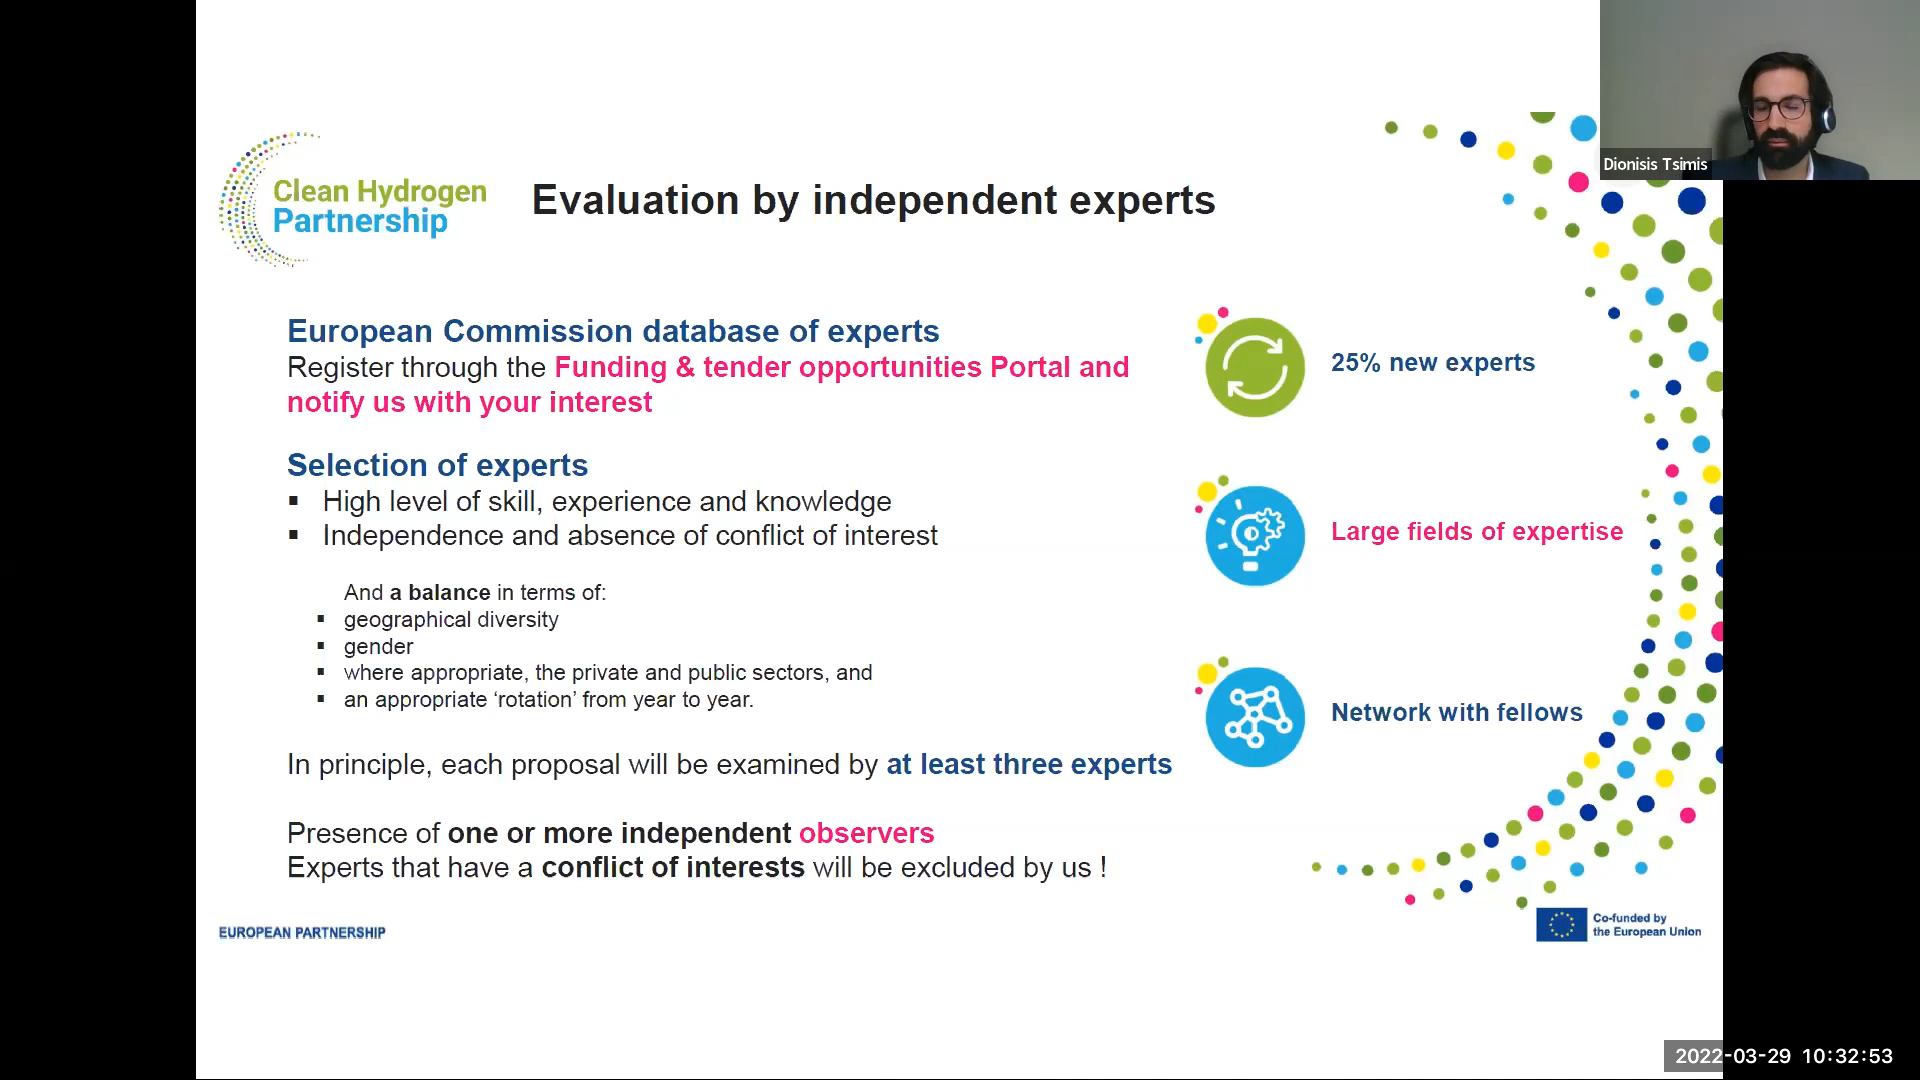 Dionisis Tsimis
Clean Hydrogen
Partnership
Evaluation by independent experts
European Commission database of experts
Register through the Funding & tender opportunities Portal and
notify us with your interest
Selection of experts
▪ High level of skill, experience and knowledge
▪ Independence and absence of conflict of interest
And a balance in terms of:
▪ geographical diversity
▪ gender
▪ where appropriate, the private and public sectors, and
▪ an appropriate ‘rotation’ from year to year.
In principle, each proposal will be examined by at least three experts
Presence of one or more independent observers
Experts that have a conflict of interests will be excluded by us !
25% new experts
Large fields of expertise
Network with fellows
EUROPEAN PARTNERSHIP
Co-funded by
the European Union
2022-03-29 10:32:53